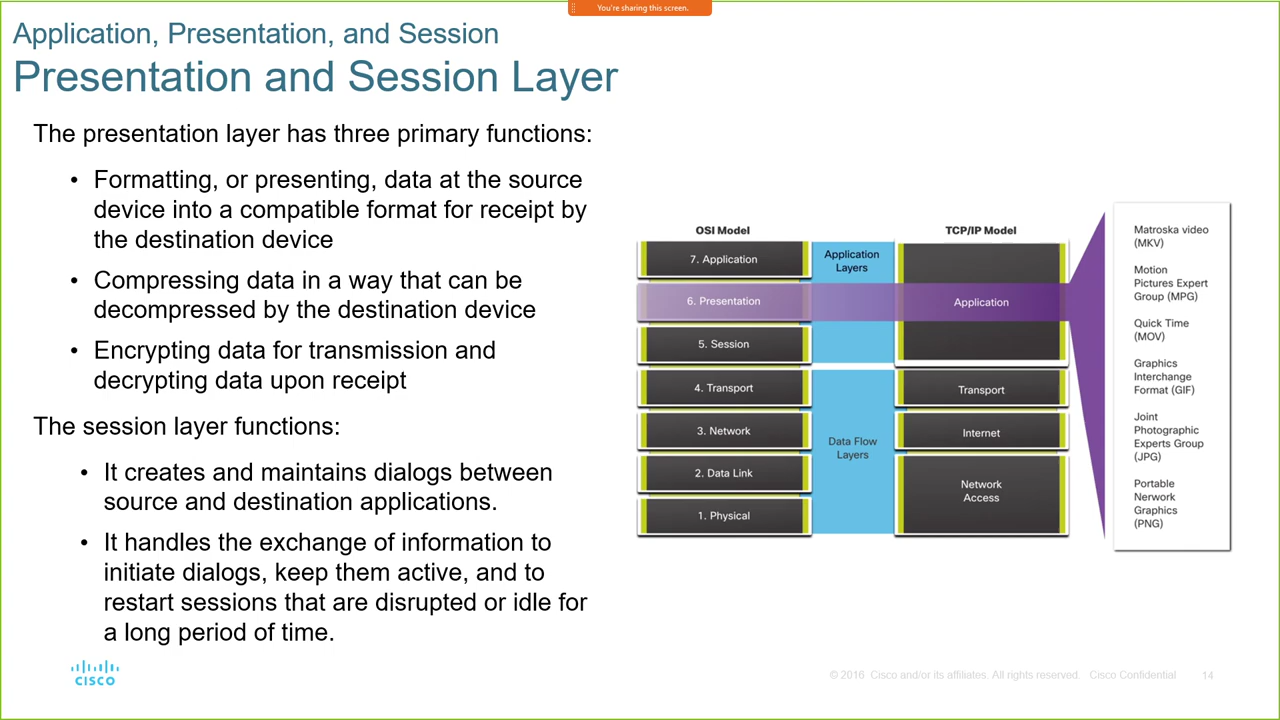 You're sharing this screen.
Application, Presentation, and Session
Presentation and Session Layer
The presentation layer has three primary functions:
• Formatting, or presenting, data at the source
device into a compatible format for receipt by
the destination device
• Compressing data in a way that can be
decompressed by the destination device
• Encrypting data for transmission and
decrypting data upon receipt
The session layer functions:
• It creates and maintains dialogs between
source and destination applications.
• It handles the exchange of information to
initiate dialogs, keep them active, and to
restart sessions that are disrupted or idle for
a long period of time.
OSI Model
7. Application
6. Presentation
5. Session
4. Transport
3. Network
2. Data Link
1. Physical
Application
Layers
Data Flow
Layers
TCP/IP Model
Application
Transport
Internet
Network
Access
Matroska video
(MKV)
Motion
Pictures Expert
Group (MPG)
Quick Time
(MOV)
Graphics
Interchange
Format (GIF)
Joint
Photographic
Experts Group
(JPG)
Portable
Nerwork
Graphics
(PNG)
CISCO
© 2016 Cisco and/or its affiliates. All rights reserved. Cisco Confidential
14